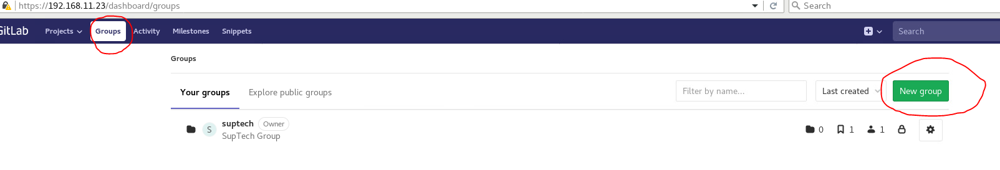 https://192.168.11.23/dashboard/groups Search
GitLab Projects Groups Activity Milestones Snippets Search
Groups
Your groups Explore public groups Filter by name... Last created New group
S suptech Owner 0 1 1
SupTech Group